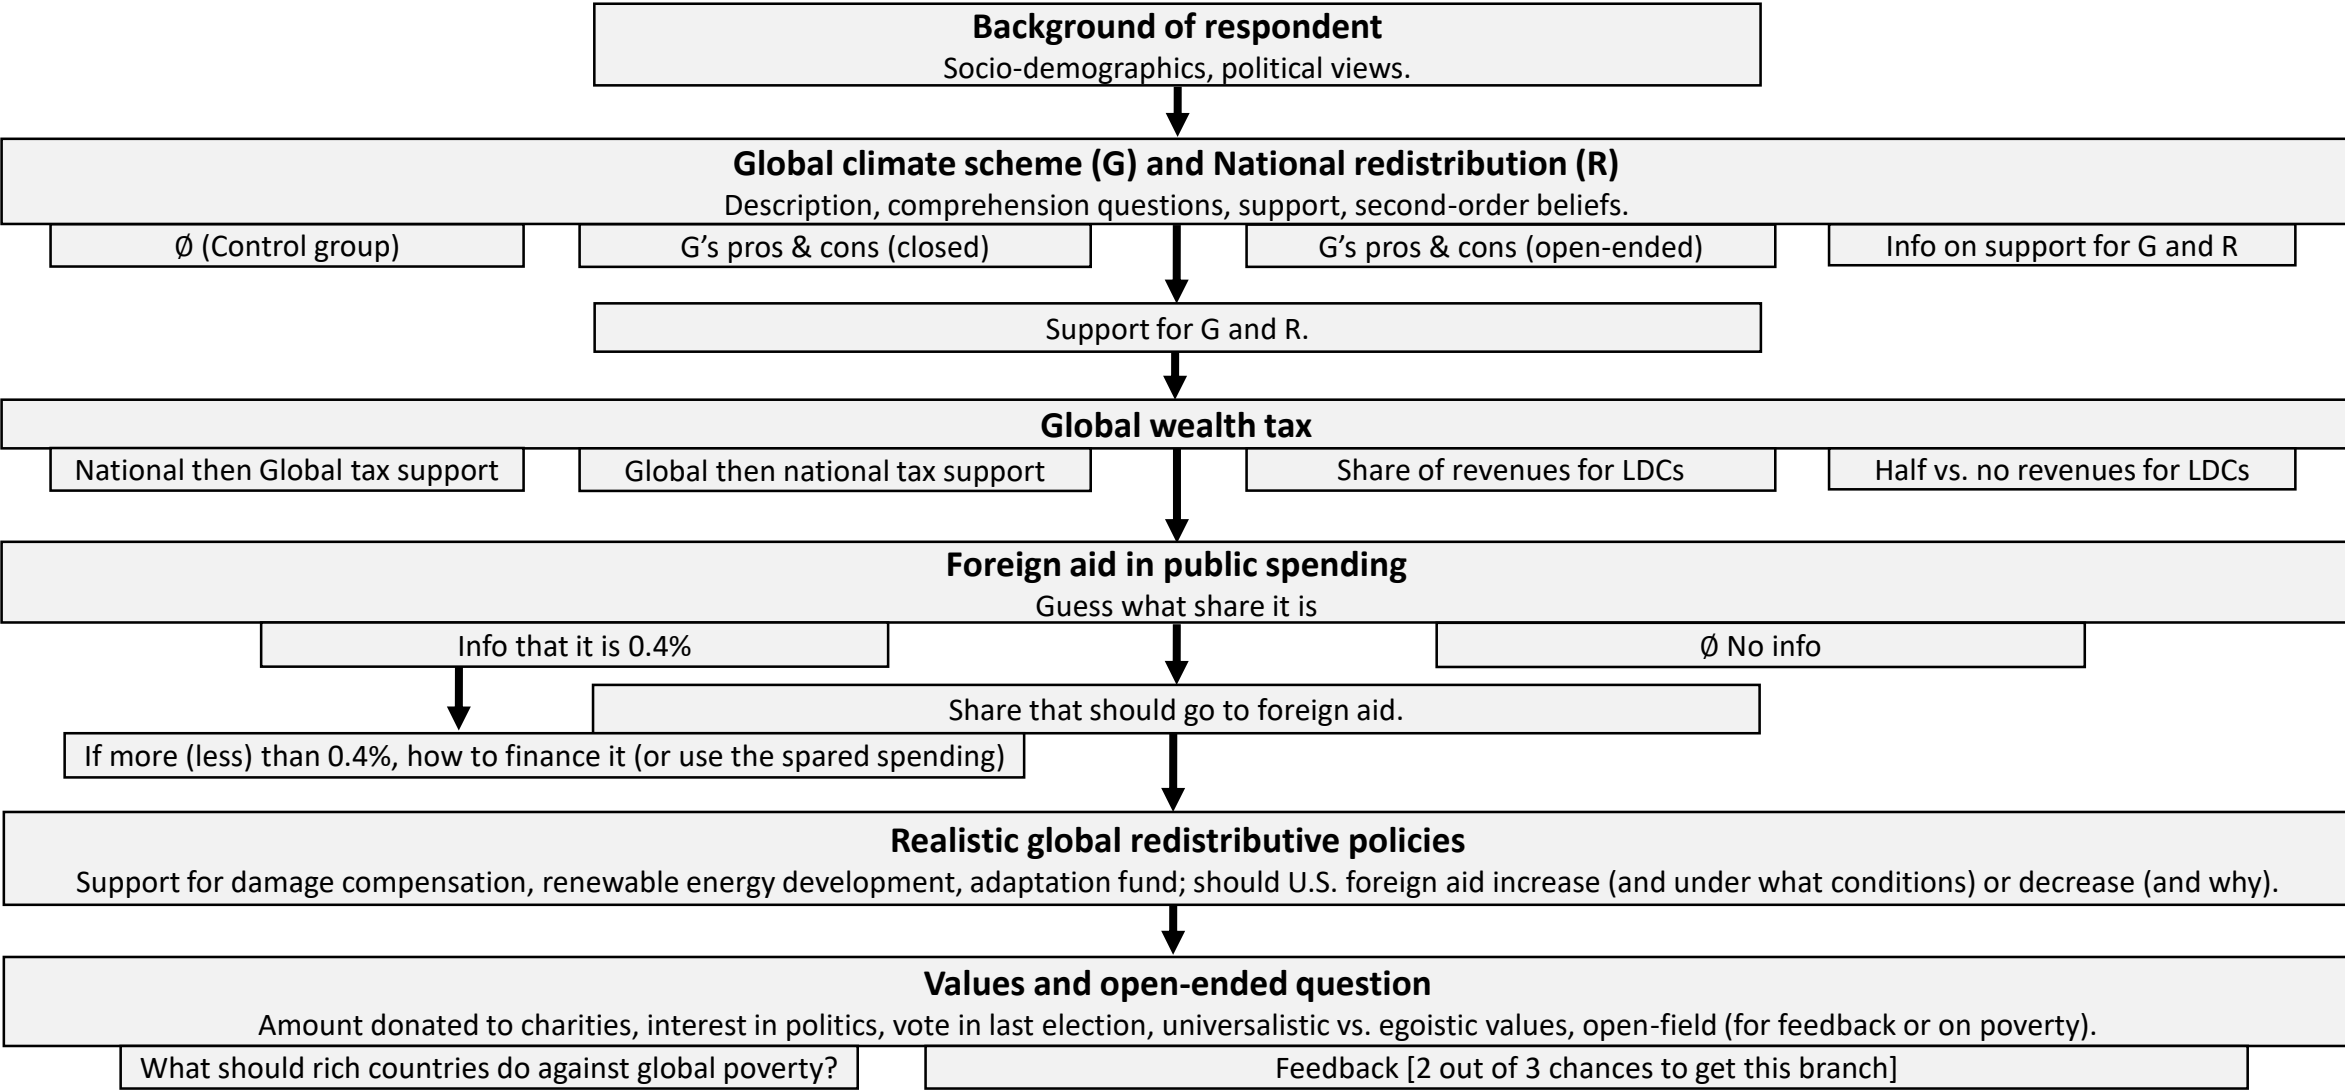 Background of respondent
Socio-demographics, political views.
Global climate scheme (G) and National redistribution (R)
Description, comprehension questions, support, second-order beliefs.
Ø (Control group)
G’s pros & cons (closed)
G’s pros & cons (open-ended)
Info on support for G and R
Support for G and R.
Global wealth tax
National then Global tax support
Global then national tax support
Share of revenues for LDCs
Half vs. no revenues for LDCs
Foreign aid in public spending
Guess what share it is
Info that it is 0.4%
Ø No info
Share that should go to foreign aid.
If more (less) than 0.4%, how to finance it (or use the spared spending)
Realistic global redistributive policies
Support for damage compensation, renewable energy development, adaptation fund; should U.S. foreign aid increase (and under what conditions) or decrease (and why).
Values and open-ended question
Amount donated to charities, interest in politics, vote in last election, universalistic vs. egoistic values, open-field (for feedback or on poverty).
What should rich countries do against global poverty?
Feedback [2 out of 3 chances to get this branch]